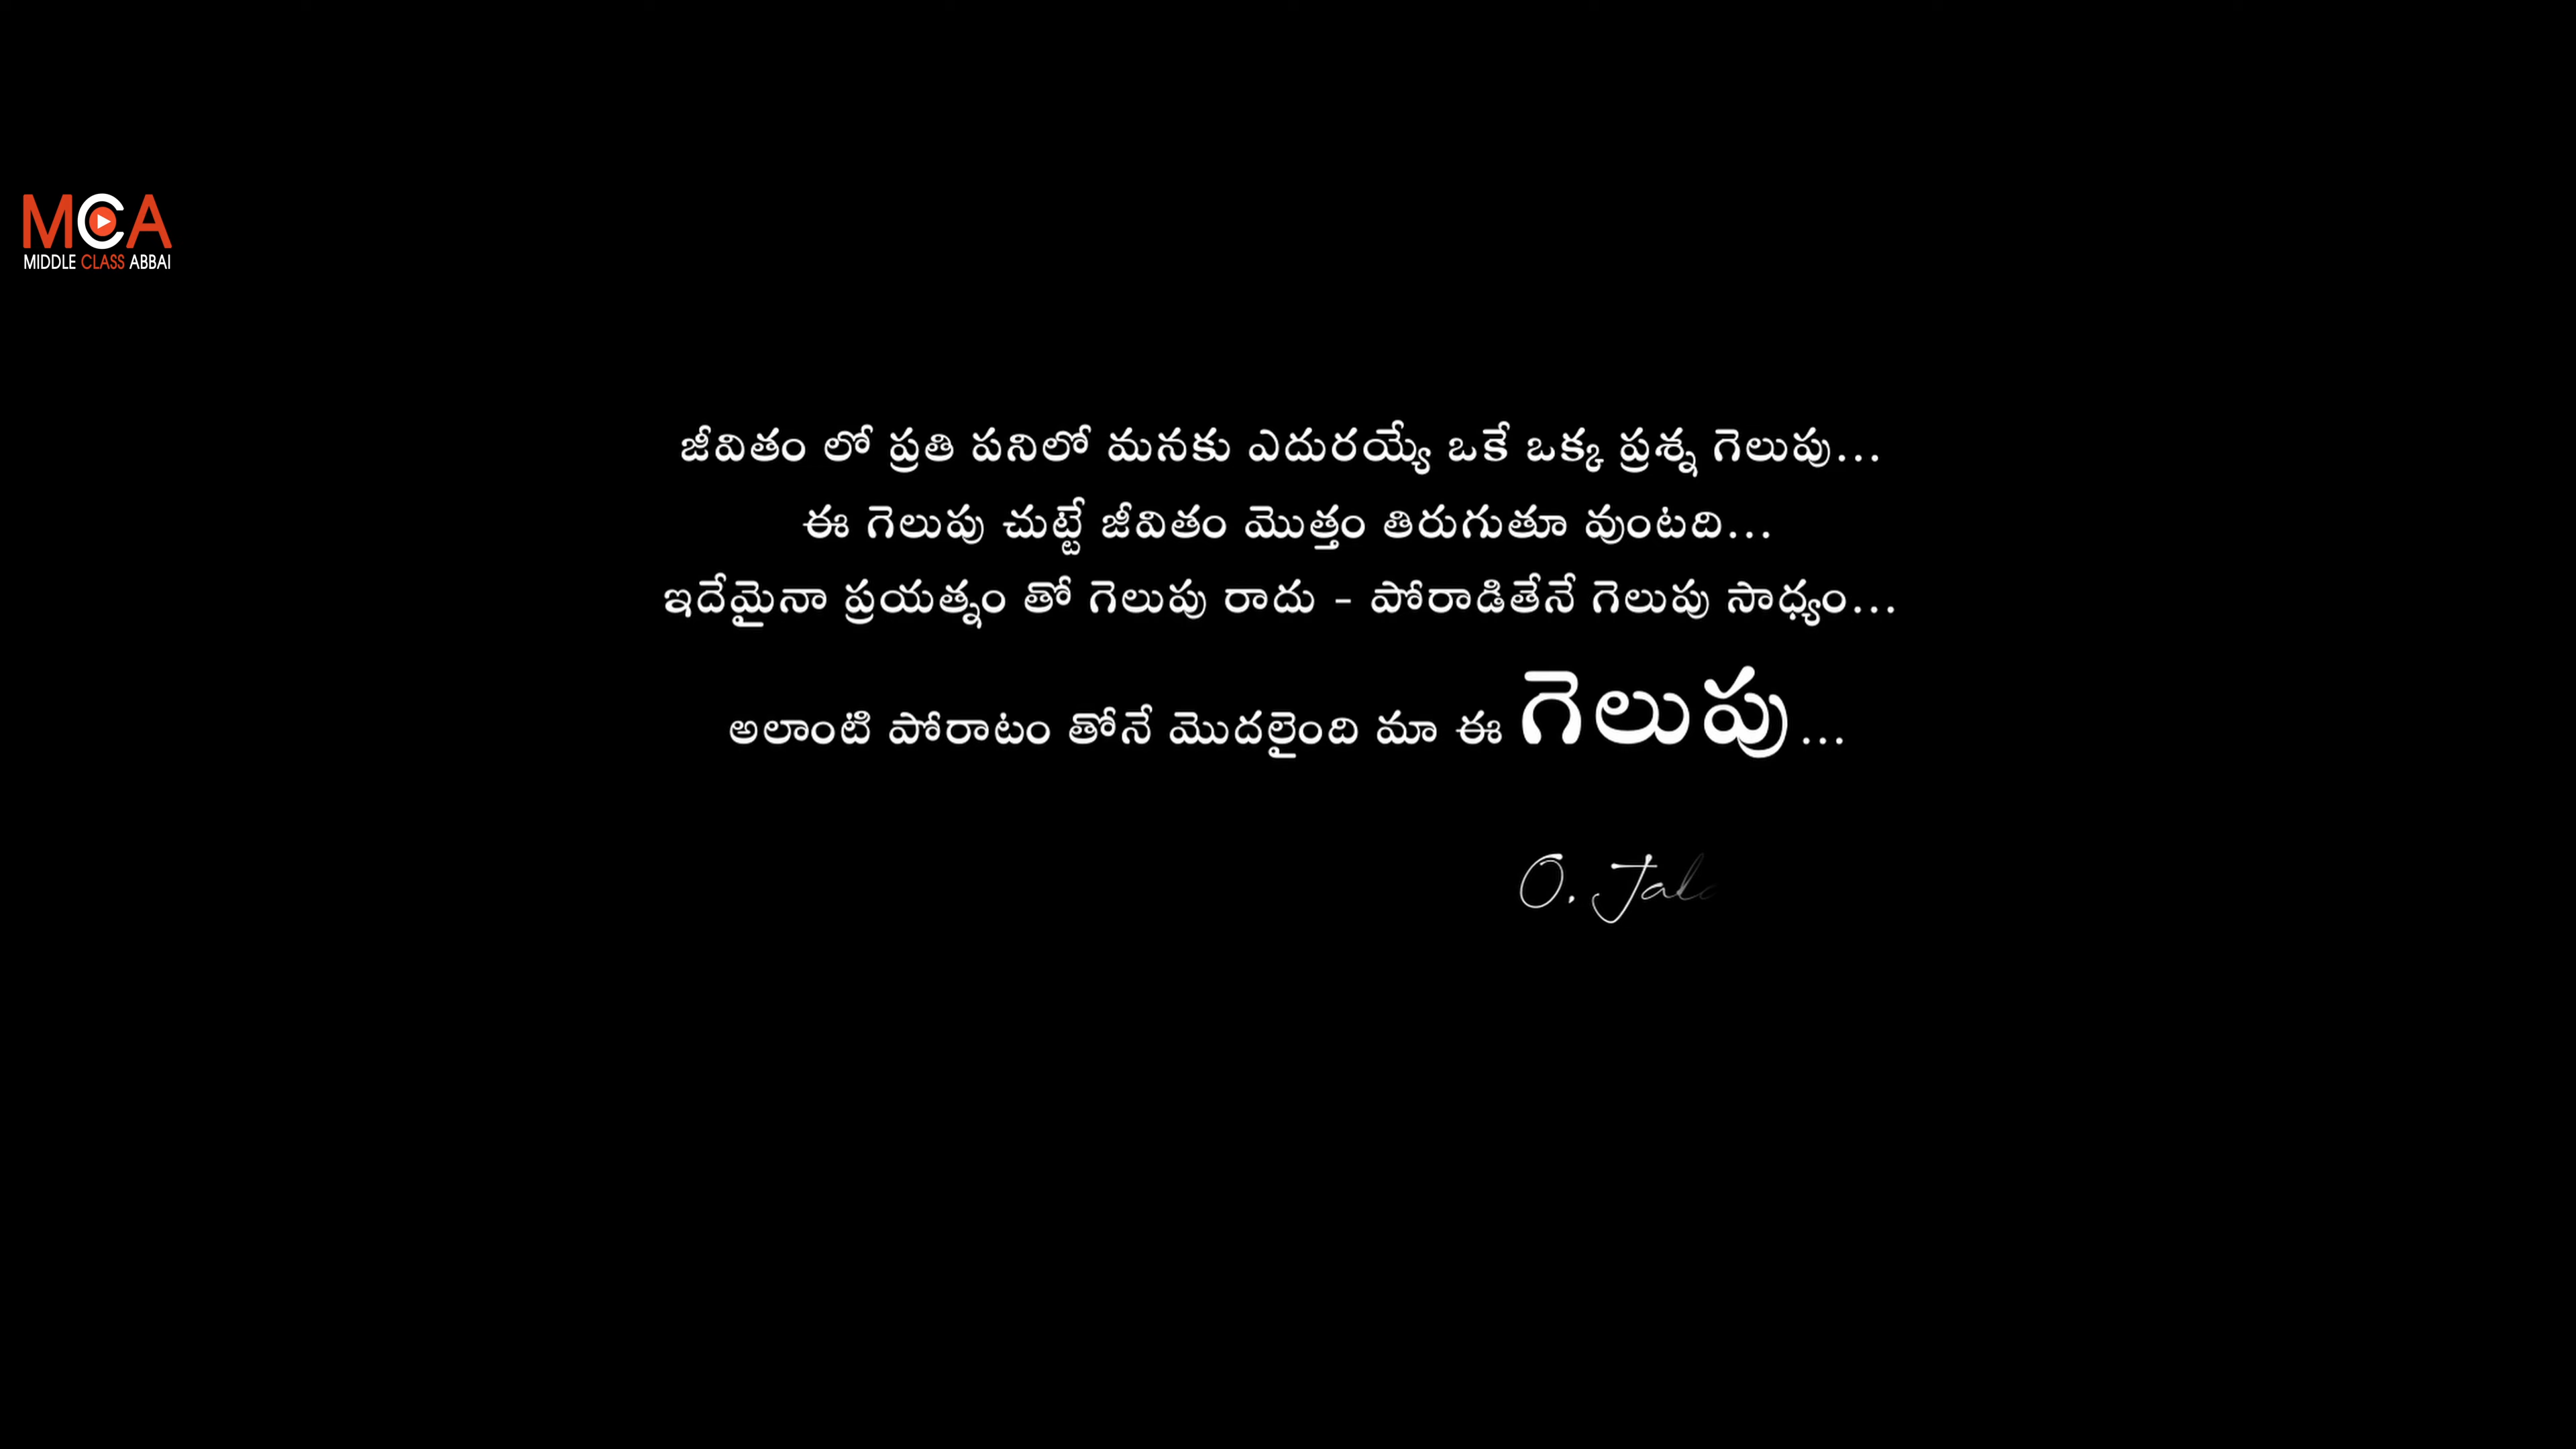 MCA
MIDDLE CLASS ABBAI
జీవితం లో ప్రతి పనిలో మనకు ఎదురయ్యే ఒకే ఒక్క ప్రశ్న గెలుపు...
ఈ గెలుపు చుట్టే జీవితం మొత్తం తిరుగుతూ వుంటది...
ఇదేమైనా ప్రయత్నం తో గెలుపు రాదు - పోరాడితేనే గెలుపు సాధ్యం...
అలాంటి పోరాటం తోనే మొదలైంది మా ఈ గెలుపు...
O.